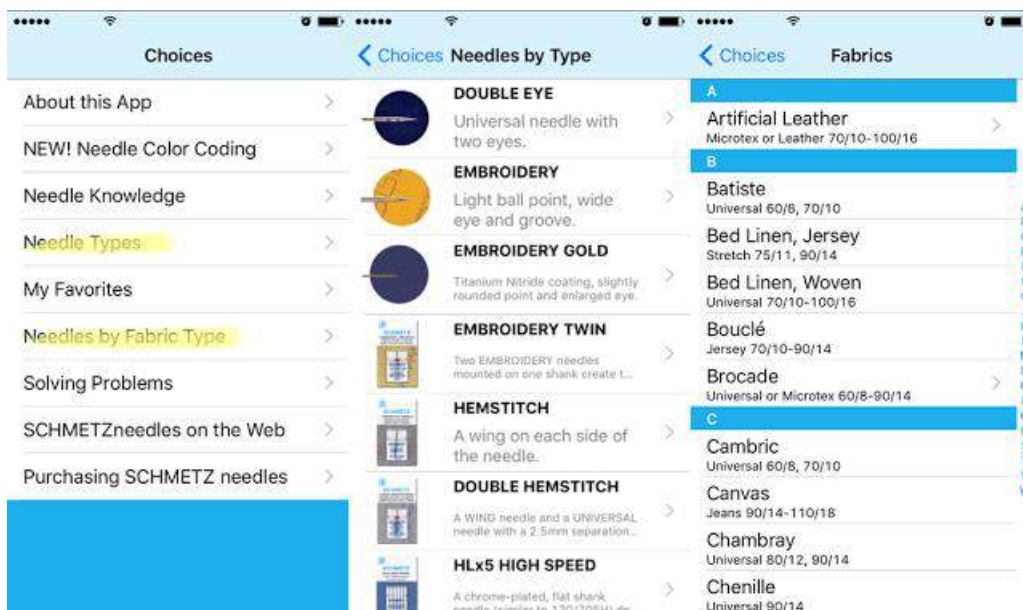 Choices
About this App
NEW! Needle Color Coding
Needle Knowledge
Needle Types
My Favorites
Needles by Fabric Type
Solving Problems
SCHMETZneedles on the Web
Purchasing SCHMETZ needles
Choices Needles by Type
DOUBLE EYE
Universal needle with
two eyes.
EMBROIDERY
Light ball point, wide
eye and groove.
EMBROIDERY GOLD
Titanium Nitride coating, slightly
rounded point and enlarged eye.
EMBROIDERY TWIN
Two EMBROIDERY needles
mounted on one shank create t...
HEMSTITCH
A wing on each side of
the needle.
DOUBLE HEMSTITCH
A WING needle and a UNIVERSAL
needle with a 2.5mm separation...
HLx5 HIGH SPEED
A chrome-plated, flat shank
needle (similar to 130/705H) de
Choices Fabrics
A
Artificial Leather
Microtex or Leather 70/10-100/16
B
Batiste
Universal 60/8, 70/10
Bed Linen, Jersey
Stretch 75/11, 90/14
Bed Linen, Woven
Universal 70/10-100/16
Bouclé
Jersey 70/10-90/14
Brocade
Universal or Microtex 60/8-90/14
C
Cambric
Universal 60/8, 70/10
Canvas
Jeans 90/14-110/18
Chambray
Universal 80/12, 90/14
Chenille
Universal 90/14